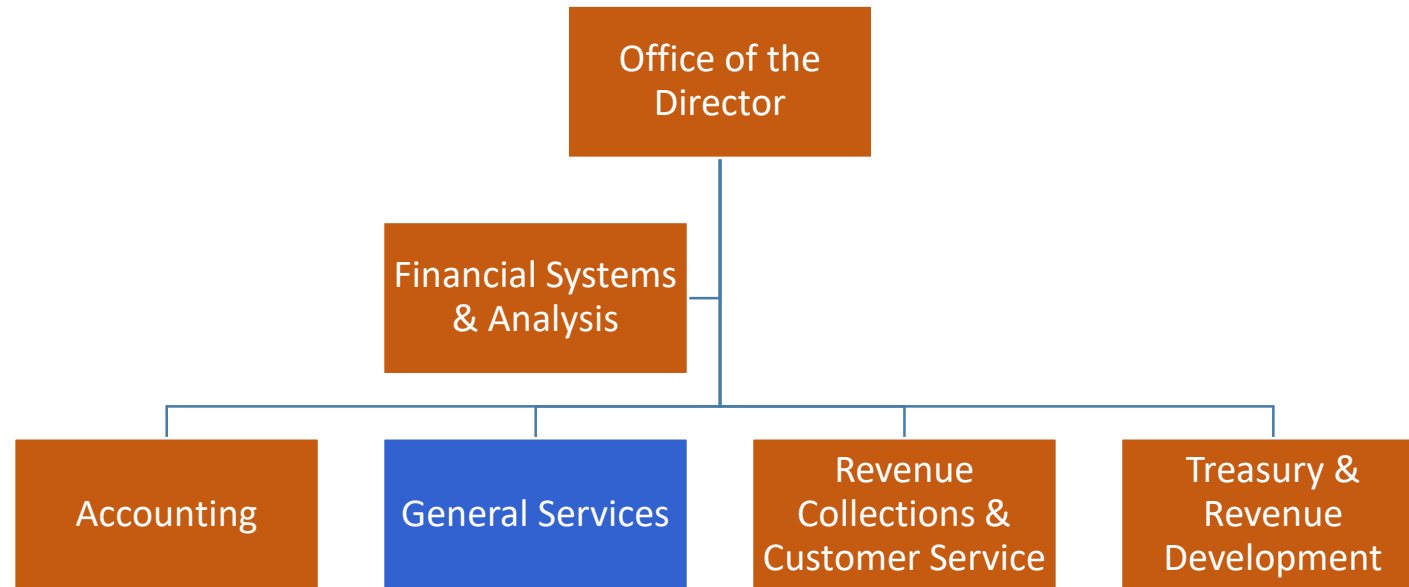 Office of the
Director
Financial Systems
& Analysis
Accounting
General Services
Revenue
Collections &
Customer Service
Treasury &
Revenue
Development